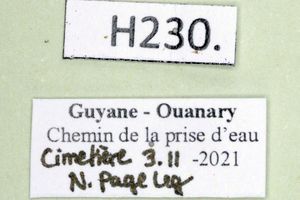 H230.
Guyane - Ouanary
Chemin de la prise d'eau
Cimetière 3.11 -2021
N. Page Leg